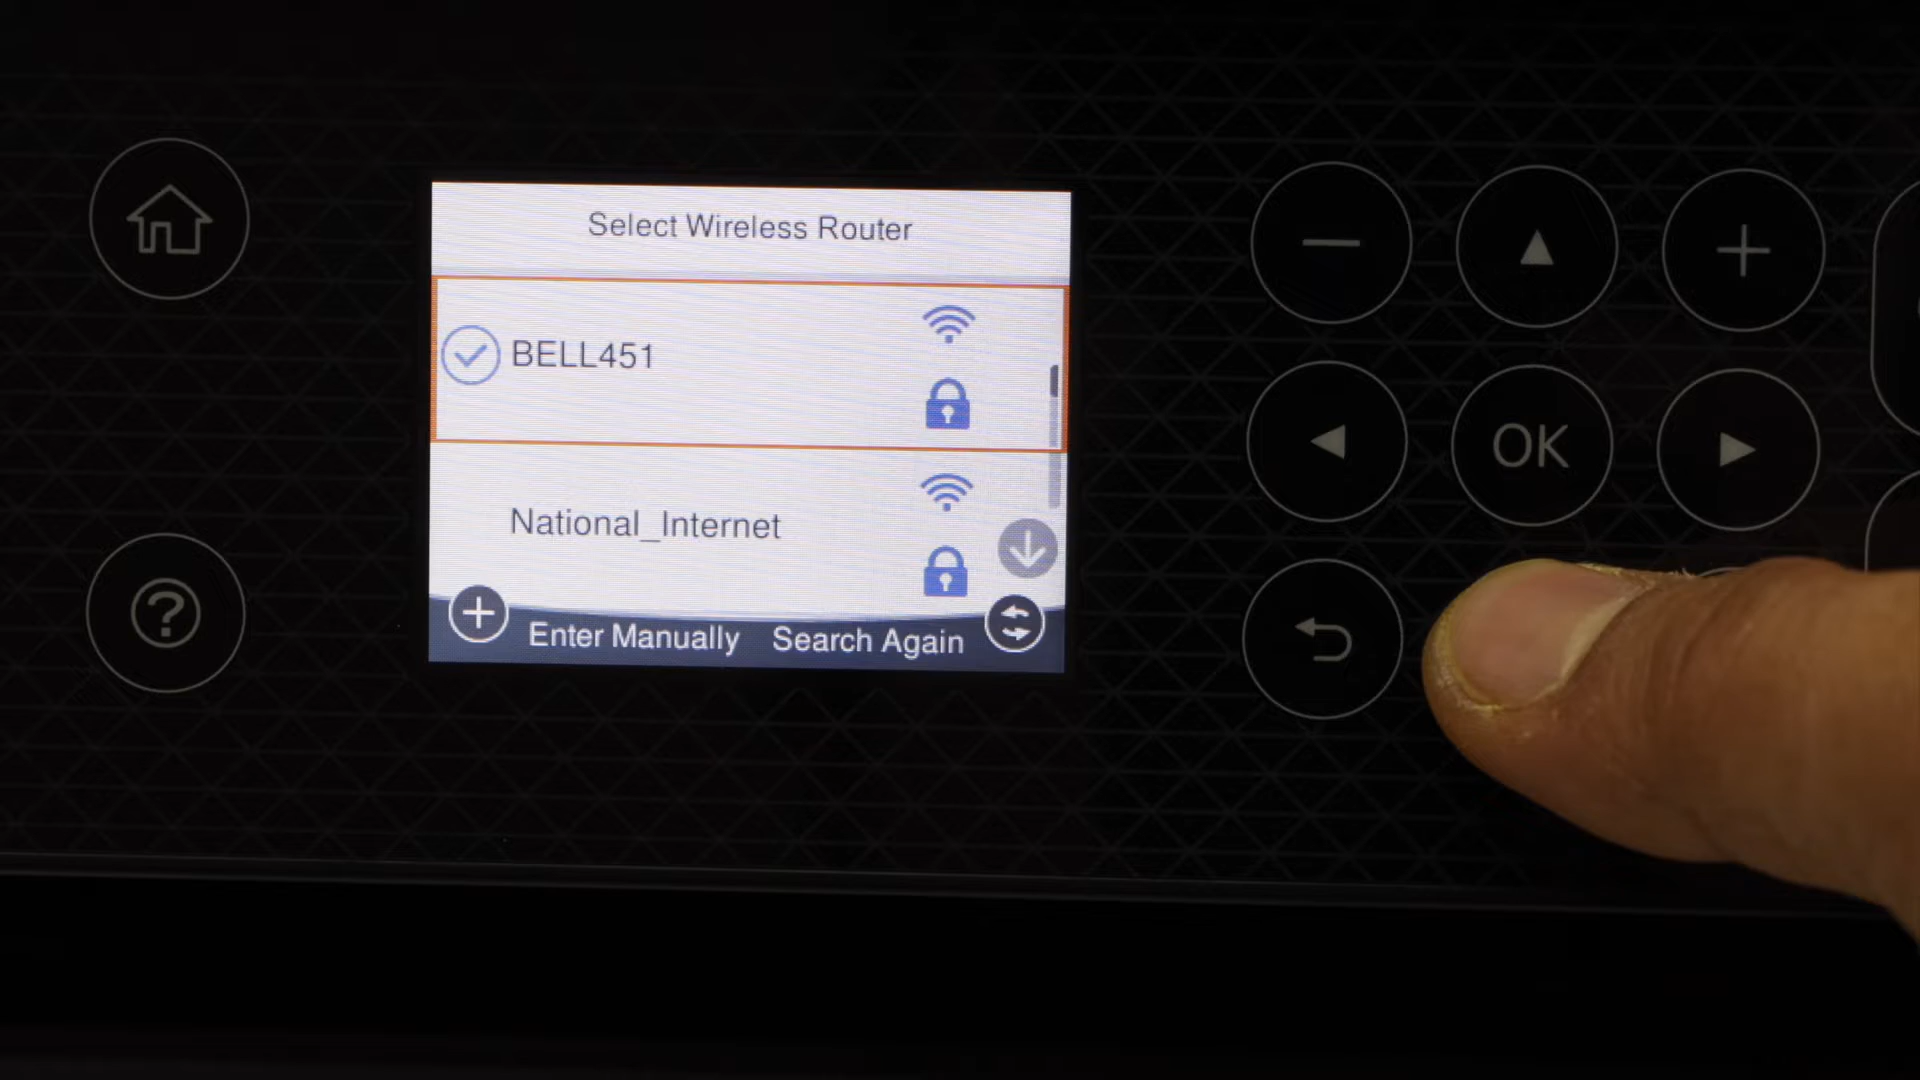 Select Wireless Router
BELL451
National_Internet
Enter Manually Search Again
OK